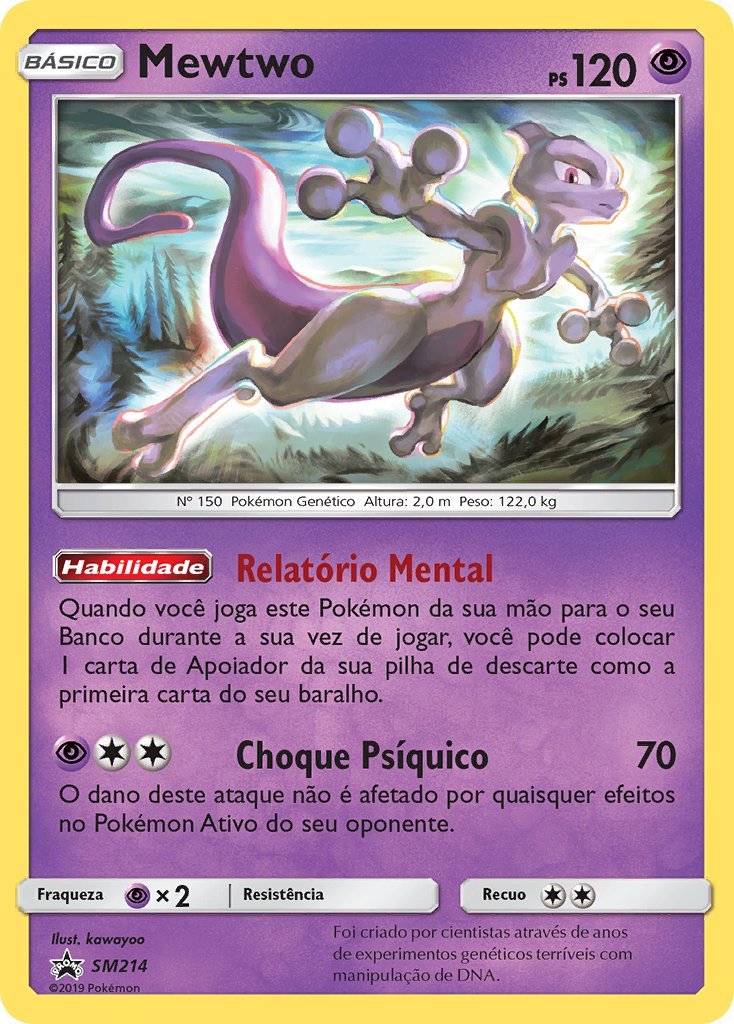 BÁSICO Mewtwo PS 120
Nº 150 Pokémon Genético Altura: 2,0 m Peso: 122,0 kg
Habilidade Relatório Mental
Quando você joga este Pokémon da sua mão para o seu
Banco durante a sua vez de jogar, você pode colocar
1 carta de Apoiador da sua pilha de descarte como a
primeira carta do seu baralho.
Choque Psíquico 70
O dano deste ataque não é afetado por quaisquer efeitos
no Pokémon Ativo do seu oponente.
Fraqueza × 2 Resistência Recuo
Ilust. kawayoo
PROMO SM214
©2019 Pokémon
Foi criado por cientistas através de anos
de experimentos genéticos terríveis com
manipulação de DNA.